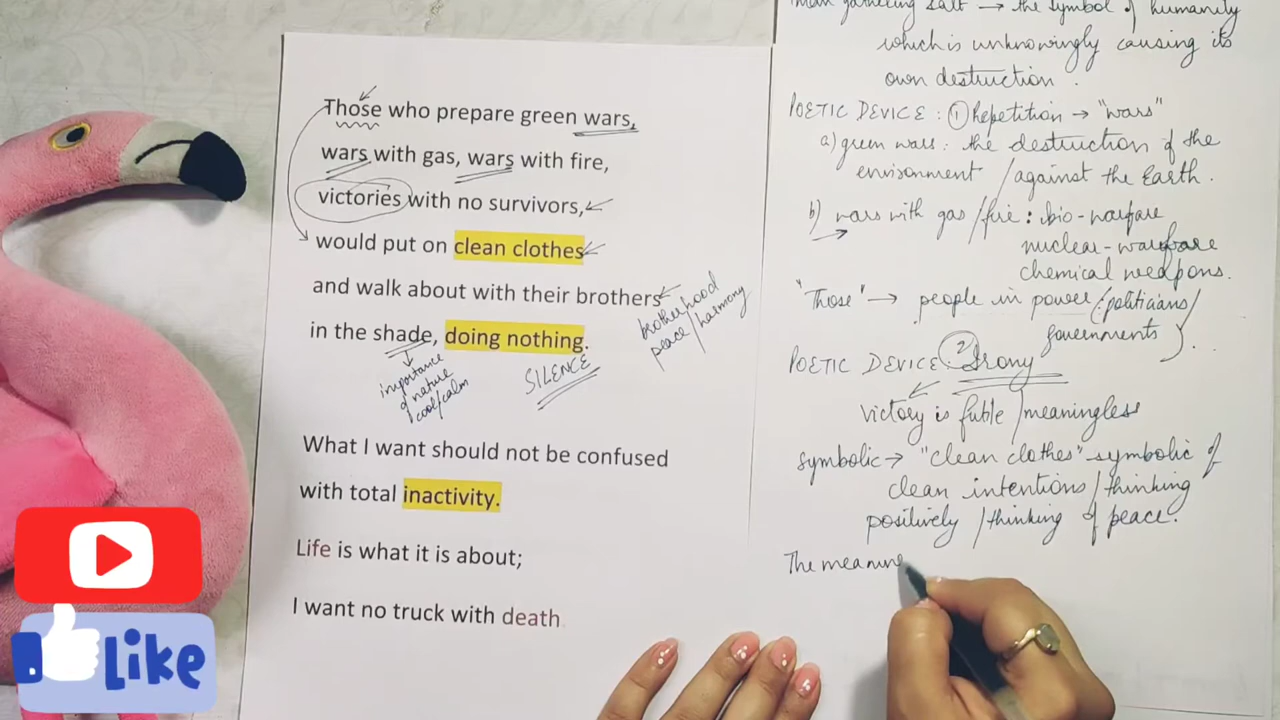 Those who prepare green wars,
wars with gas, wars with fire,
victories with no survivors,
would put on clean clothes
and walk about with their brothers
in the shade, doing nothing.
importance
of nature
cool/calm
SILENCE
brotherhood
peace/harmony
What I want should not be confused
with total inactivity.
Life is what it is about;
I want no truck with death.
man gathering salt → the symbol of humanity
which is unknowingly causing its
own destruction.
POETIC DEVICE: ① Repetition → "wars"
a) green wars: the destruction of the
environment / against the Earth.
b) wars with gas/fire: bio-warfare
nuclear-warfare
chemical weapons.
"Those" → people in power (politicians/
governments).
POETIC DEVICE: ② Irony
victory is futile/meaningless
symbolic → "clean clothes" symbolic of
clean intentions/thinking
positively/thinking of peace.
The meanin
Like